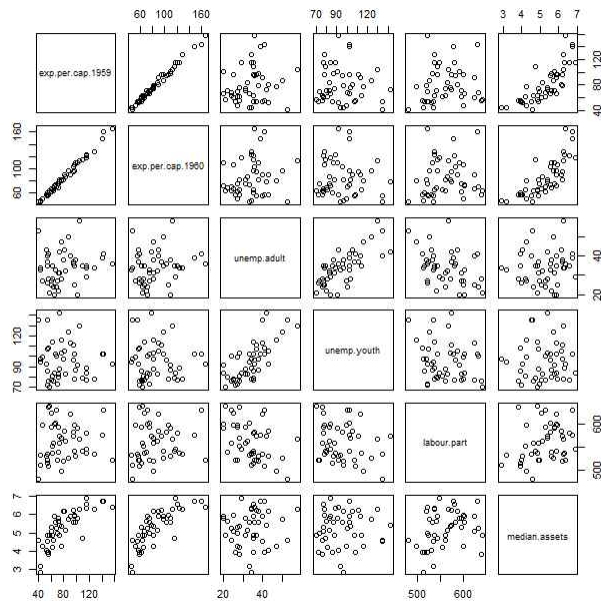 60 100 160
70 90 120
3 4 5 6 7
exp.per.cap.1959
40 80 120
60 100 160
exp.per.cap.1960
unemp.adult
20 40
70 90 120
unemp.youth
labour.part
500 600
3 4 5 6 7
median.assets
40 80 120
20 40
500 600